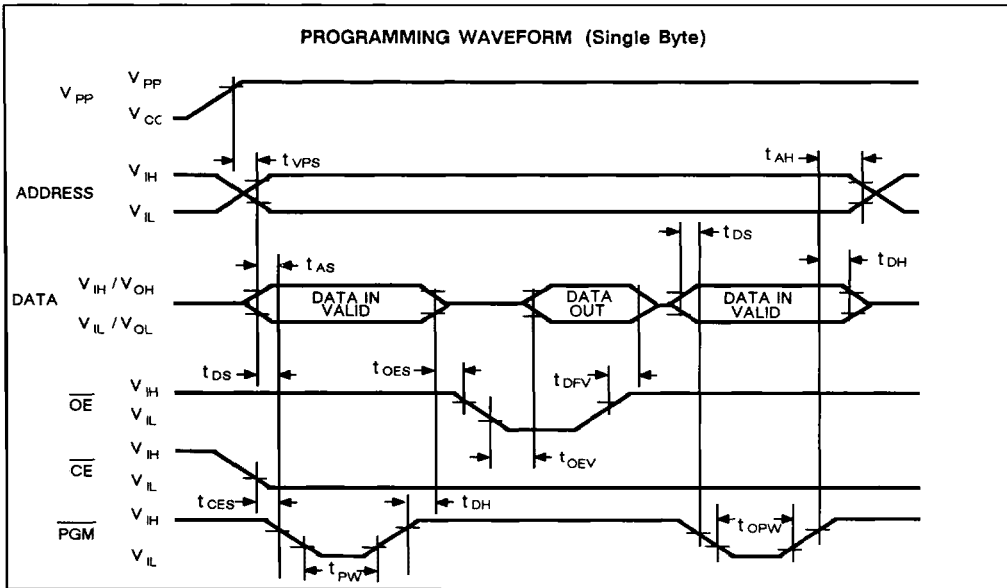 PROGRAMMING WAVEFORM (Single Byte)
V PP
V PP
V CC
t VPS
t AH
ADDRESS
V IH
V IL
t DS
t AS
t DH
DATA
V IH / V OH
V IL / V OL
DATA IN
VALID
DATA
OUT
DATA IN
VALID
t DS
t OES
t DFV
OE
V IH
V IL
t OEV
CE
V IH
V IL
t CES
t DH
PGM
V IH
V IL
t PW
t OPW